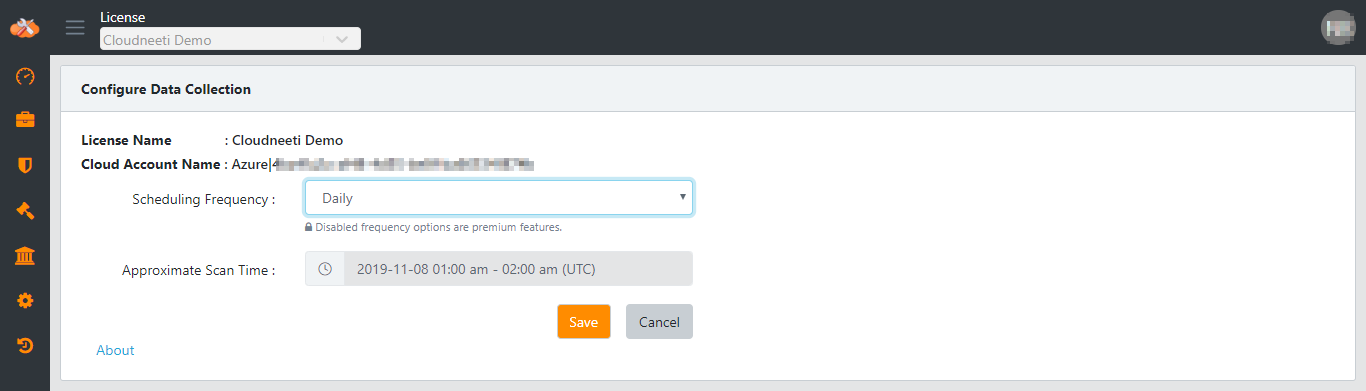 License
Cloudneeti Demo
Configure Data Collection
License Name : Cloudneeti Demo
Cloud Account Name : Azure|
Scheduling Frequency :
Daily
Disabled frequency options are premium features.
Approximate Scan Time :
2019-11-08 01:00 am - 02:00 am (UTC)
Save
Cancel
About